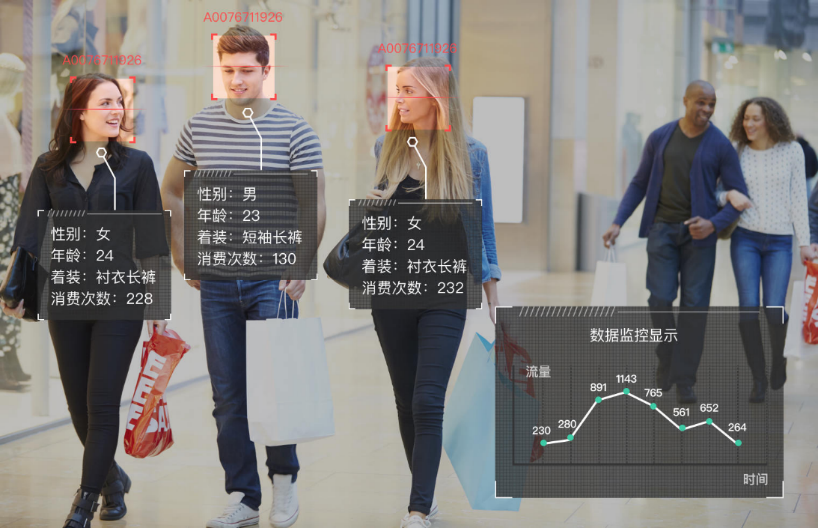 A0076711926
A0076711926
A0076711926
性别：女
年龄：24
着装：衬衣长裤
消费次数：228
性别：男
年龄：23
着装：短袖长裤
消费次数：130
性别：女
年龄：24
着装：衬衣长裤
消费次数：232
数据监控显示
流量
230 280 891 1143 765 561 652 264
时间